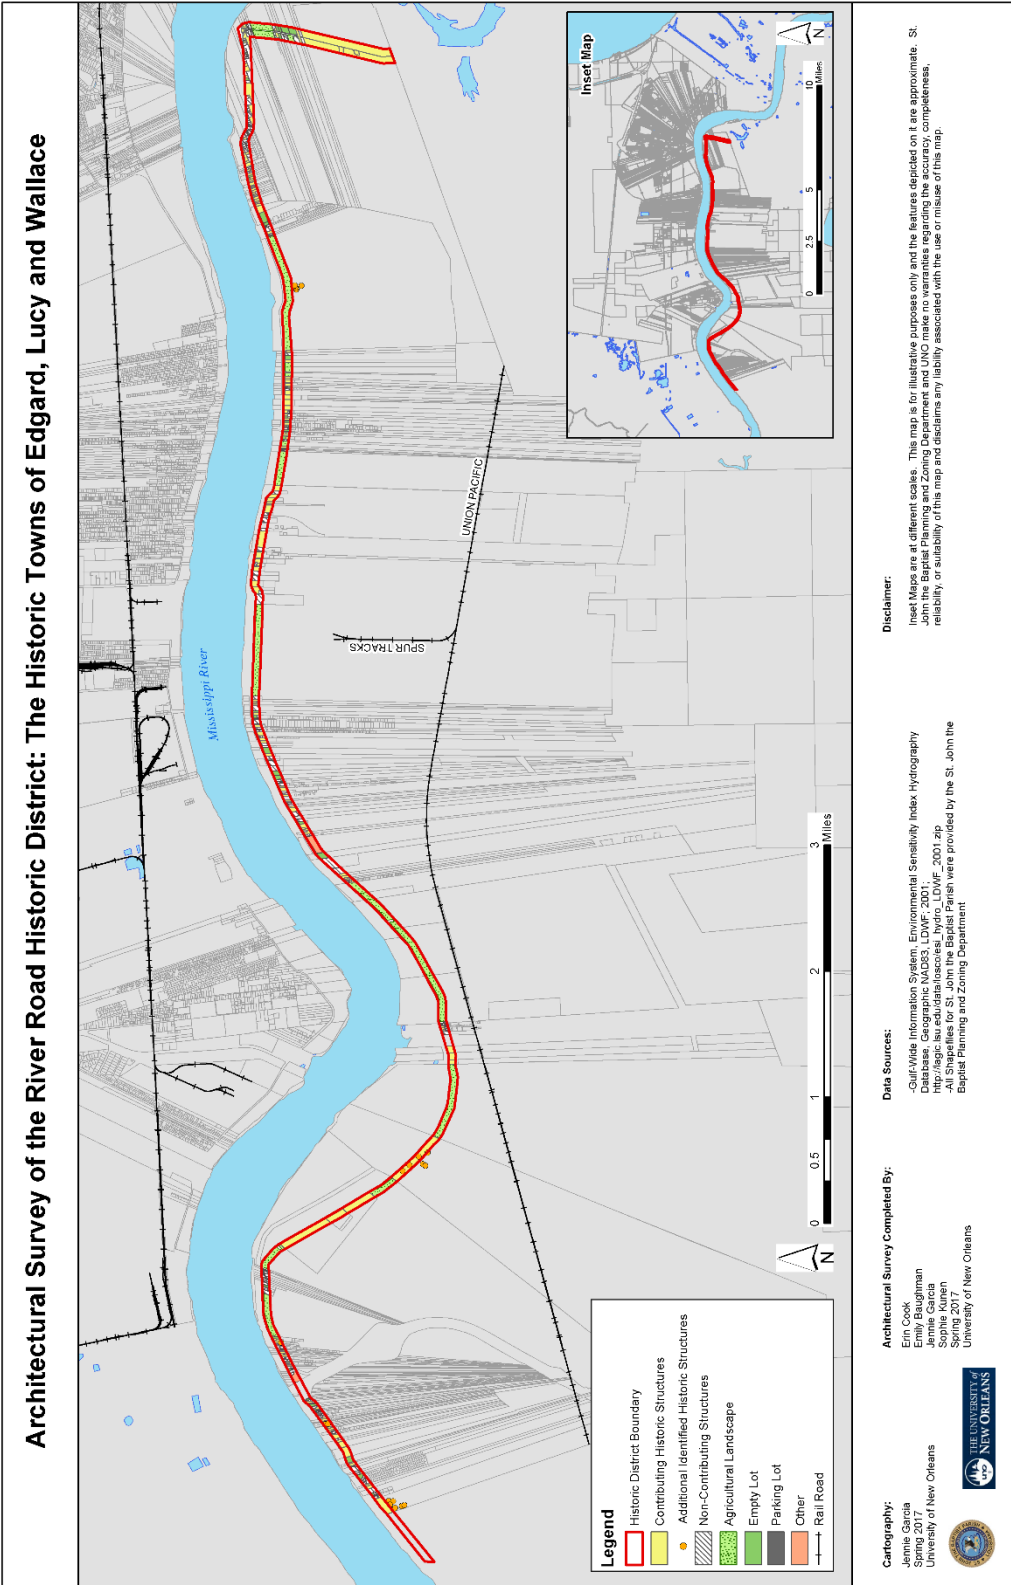 Architectural Survey of the River Road Historic District: The Historic Towns of Edgard, Lucy and Wallace
Mississippi River
UNION PACIFIC
SPUR TRACKS
Inset Map
N
0 2.5 5 10
Miles
Legend
Historic District Boundary
Contributing Historic Structures
Additional Identified Historic Structures
Non-Contributing Structures
Agricultural Landscape
Empty Lot
Parking Lot
Other
Rail Road
N
0 0.5 1 2 3
Miles
Cartography:
Jennie Garcia
Spring 2017
University of New Orleans
THE UNIVERSITY of
NEW ORLEANS
UNO
Architectural Survey Completed By:
Erin Cook
Emily Baughman
Jennie Garcia
Sophie Kunen
Spring 2017
University of New Orleans
Data Sources:
-Gulf-Wide Information System, Environmental Sensitivity Index Hydrography
Database, Geographic NAD83, LDWF; 2001;
http://lagic.lsu.edu/data/losco/esi_hydro_LDWF_2001.zip
-All Shapefiles for St. John the Baptist Parish were provided by the St. John the
Baptist Planning and Zoning Department
Disclaimer:
Inset Maps are at different scales. This map is for illustrative purposes only and the features depicted on it are approximate. St.
John the Baptist Planning and Zoning Department and UNO make no warranties regarding the accuracy, completeness,
reliability, or suitability of this map and disclaims any liability associated with the use or misuse of this map.